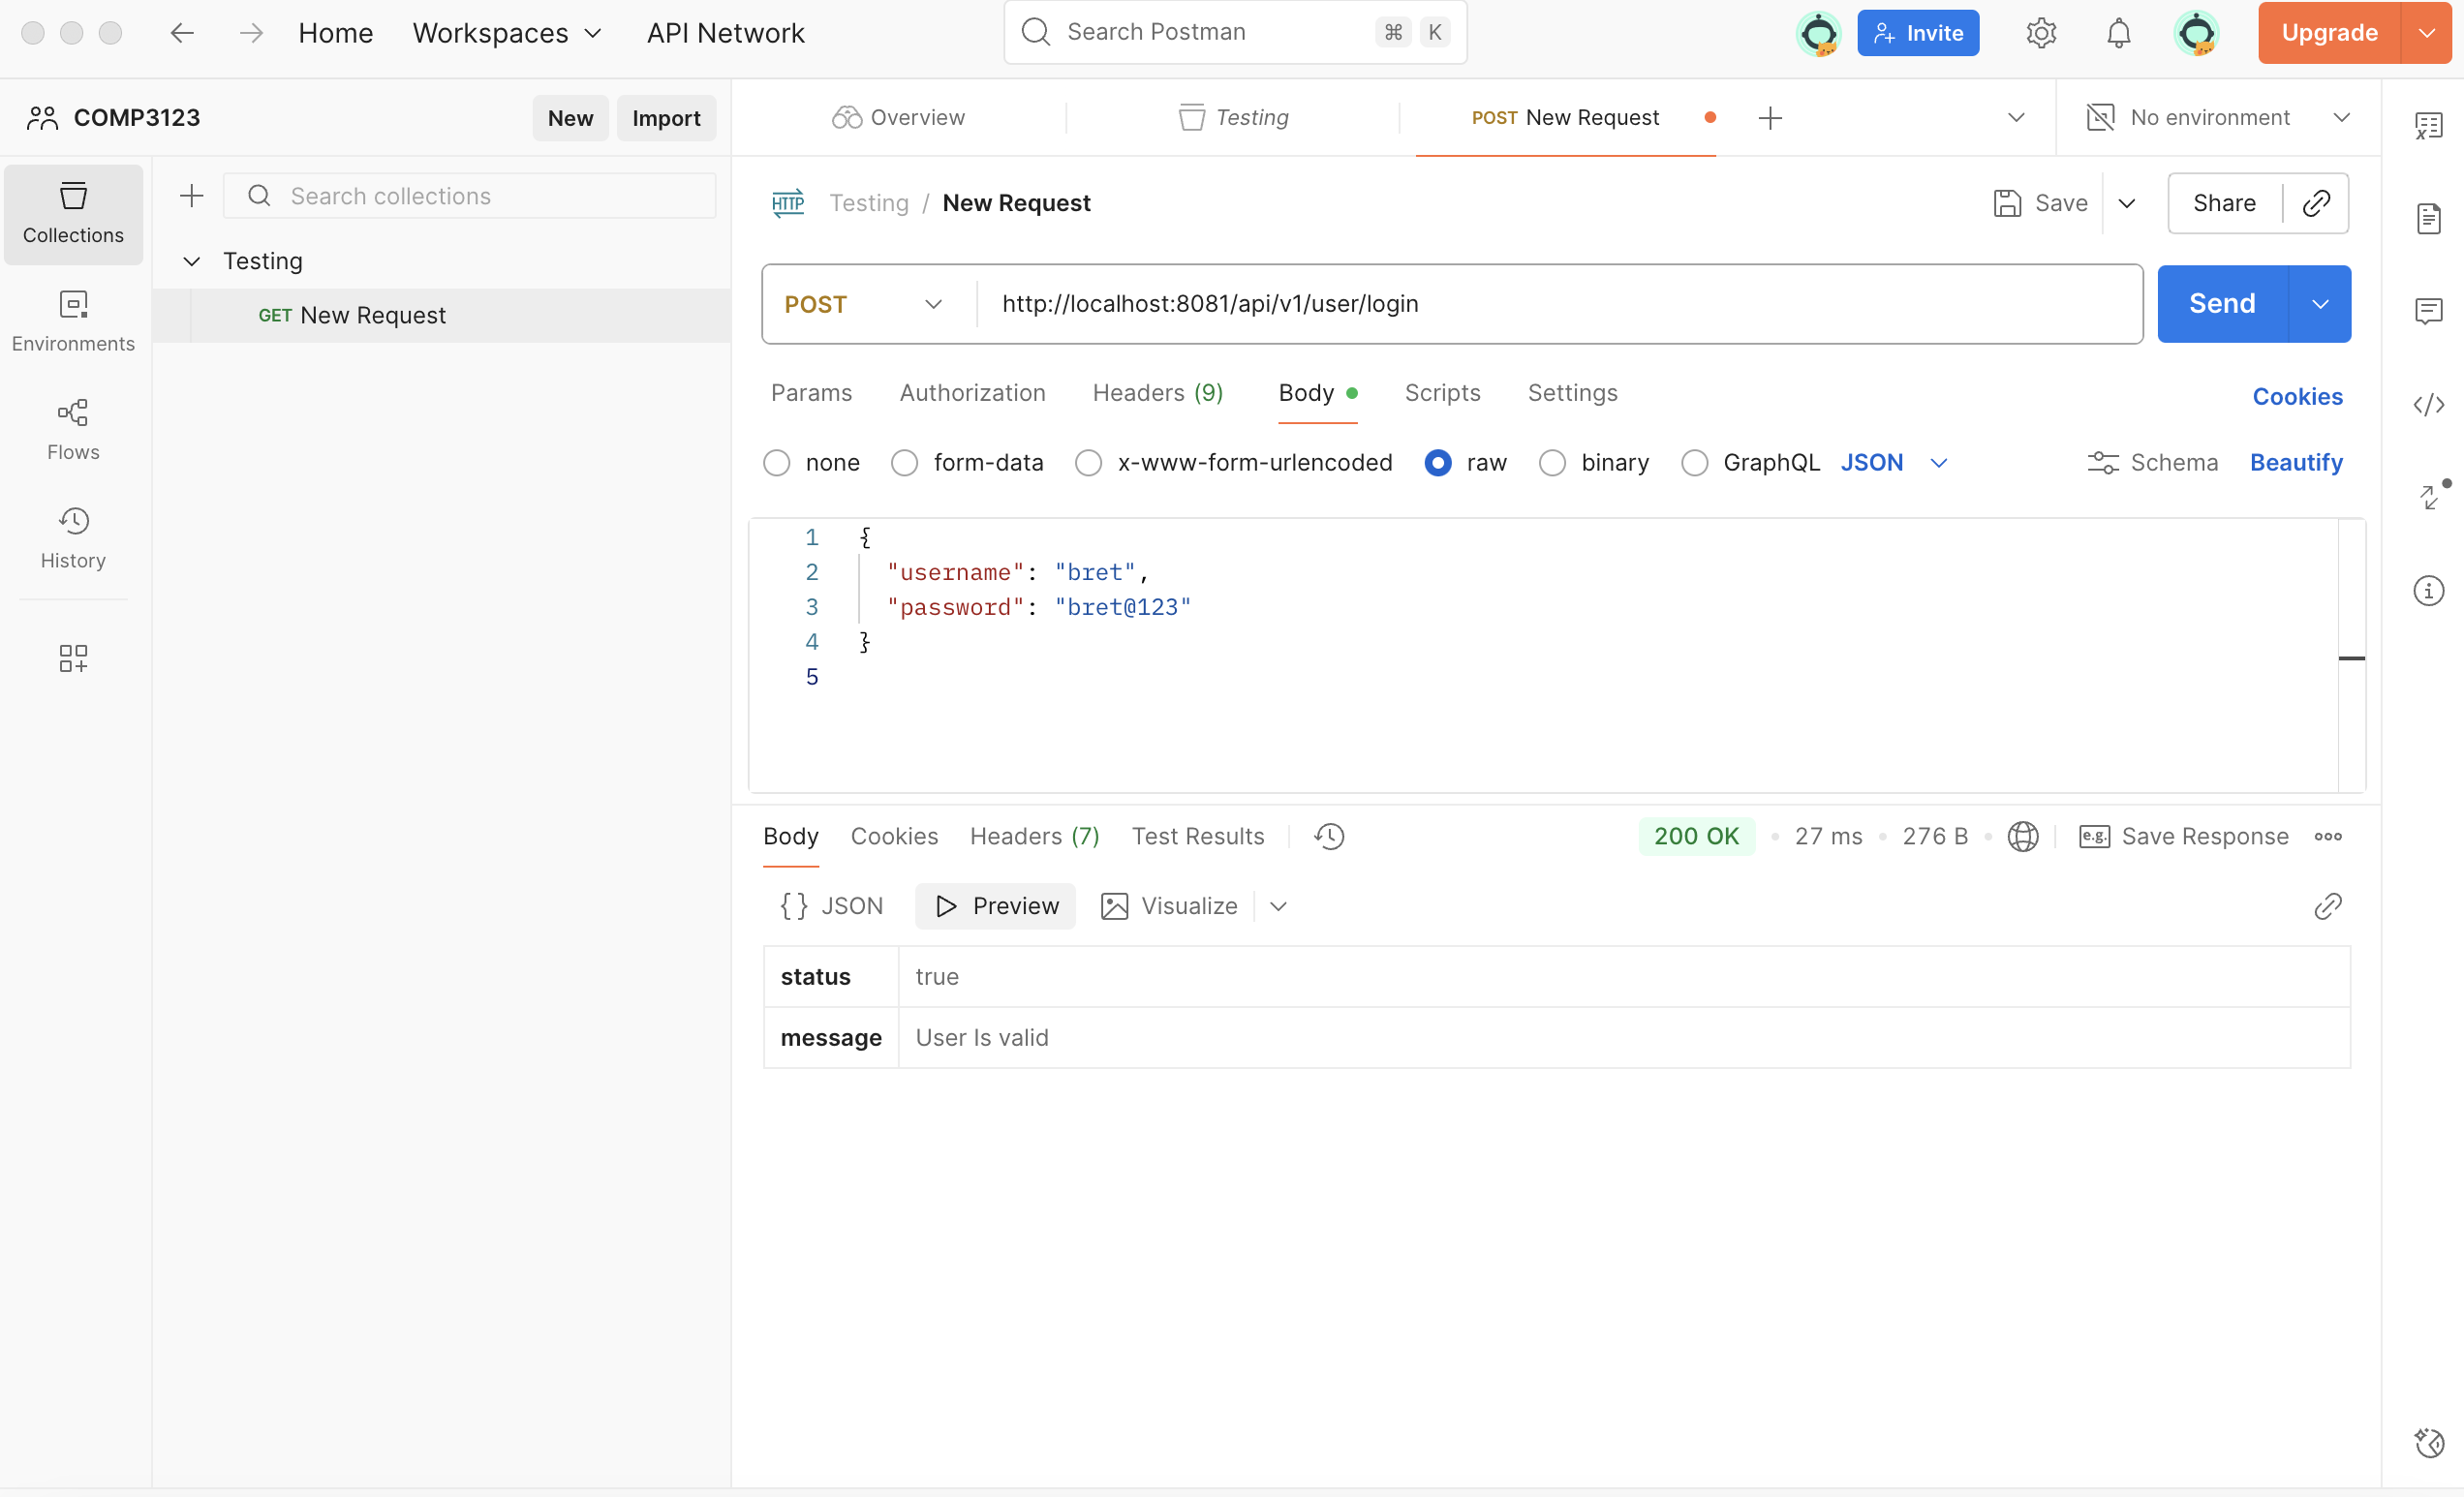 Home Workspaces API Network Search Postman ⌘ K Invite Upgrade
COMP3123 New Import Overview Testing POST New Request No environment
Collections
Environments
Flows
History
Search collections
Testing
GET New Request
HTTP Testing / New Request Save Share
POST http://localhost:8081/api/v1/user/login Send
Params Authorization Headers (9) Body Scripts Settings Cookies
none form-data x-www-form-urlencoded raw binary GraphQL JSON Schema Beautify
1 {
2 "username": "bret",
3 "password": "bret@123"
4 }
5
Body Cookies Headers (7) Test Results 200 OK 27 ms 276 B e.g. Save Response
{} JSON Preview Visualize
status true
message User Is valid